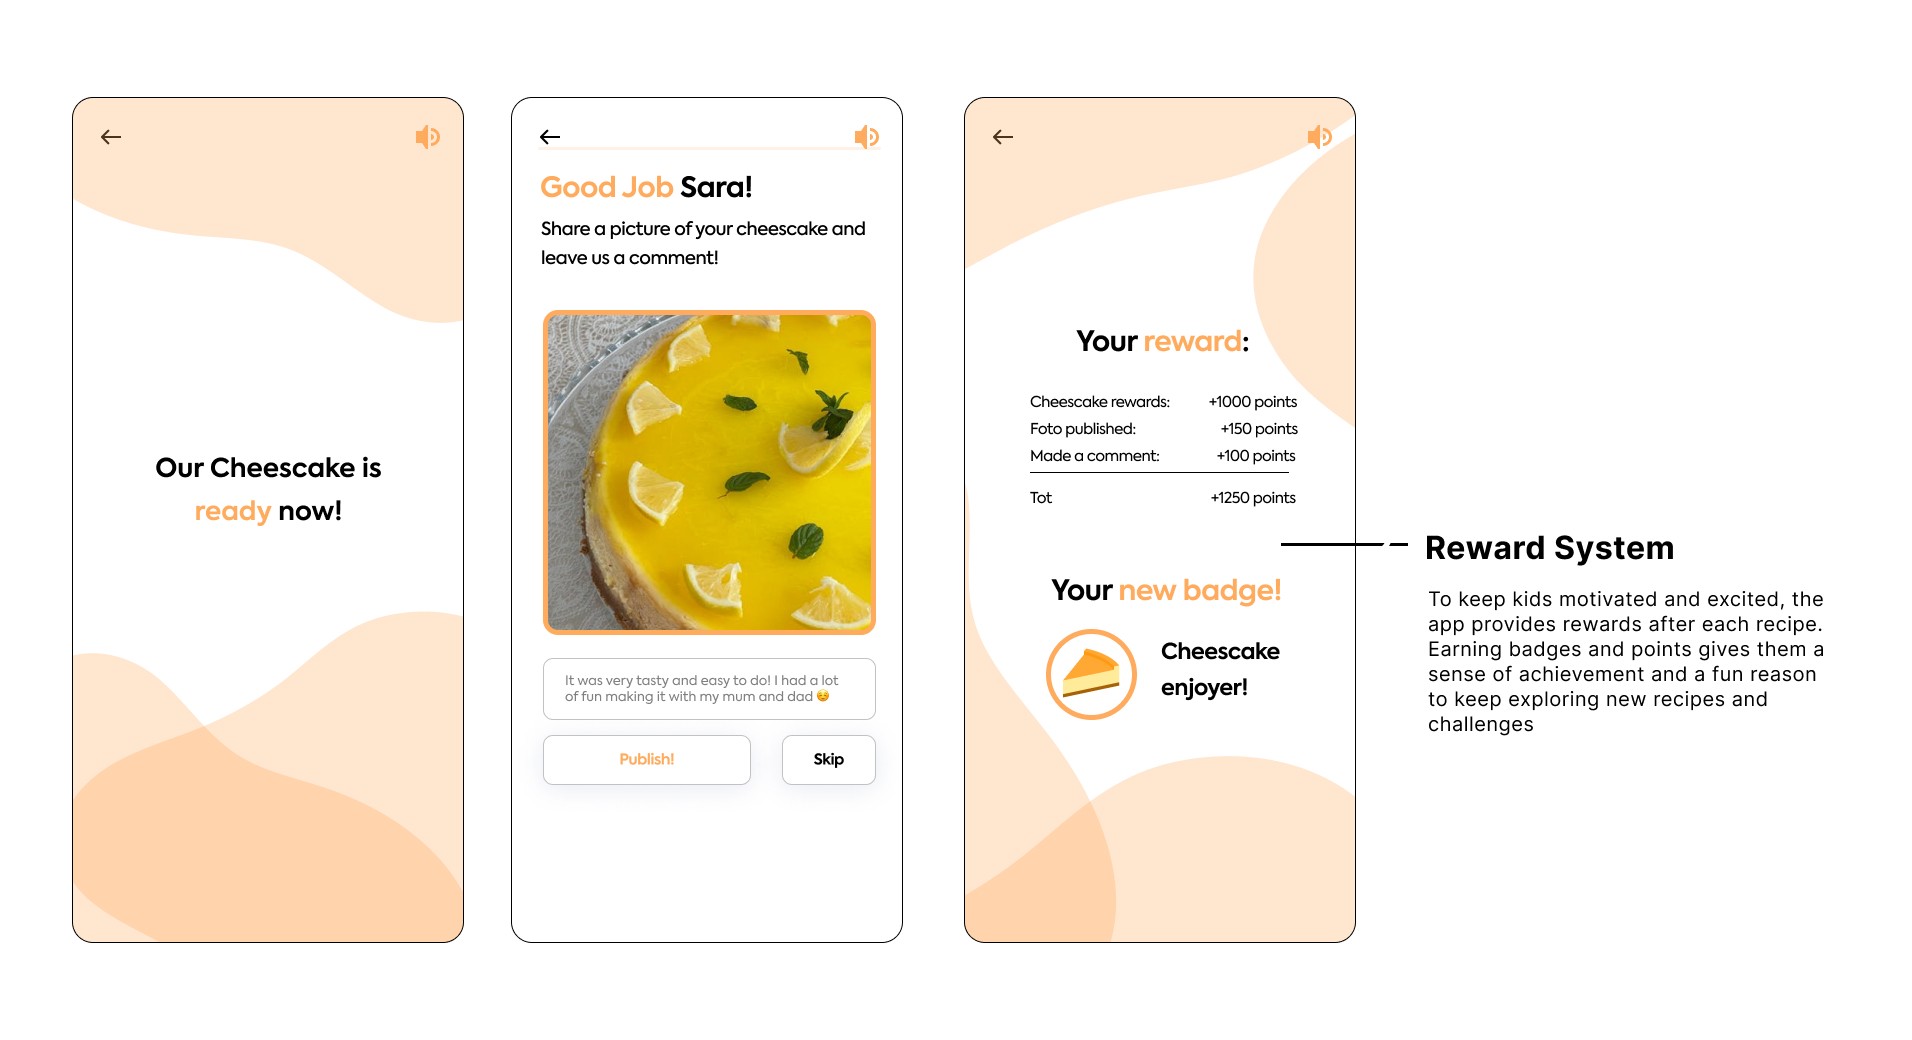 Our Cheescake is
ready now!
Good Job Sara!
Share a picture of your cheescake and
leave us a comment!
It was very tasty and easy to do! I had a lot
of fun making it with my mum and dad ☺️
Publish!
Skip
Your reward:
Cheescake rewards: +1000 points
Foto published: +150 points
Made a comment: +100 points
Tot +1250 points
Your new badge!
Cheescake
enjoyer!
Reward System
To keep kids motivated and excited, the
app provides rewards after each recipe.
Earning badges and points gives them a
sense of achievement and a fun reason
to keep exploring new recipes and
challenges